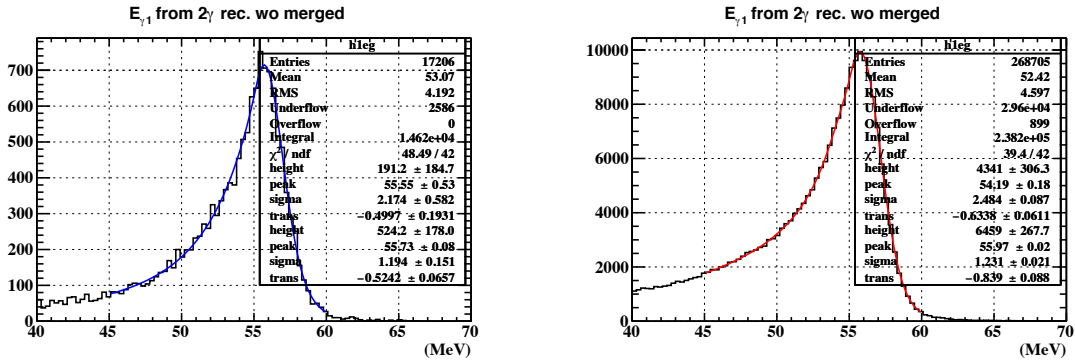 E_γ1 from 2γ rec. wo merged
h1eg
Entries 17206
Mean 53.07
RMS 4.192
Underflow 2586
Overflow 0
Integral 1.462e+04
χ² / ndf 48.49 / 42
height 191.2 ± 184.7
peak 55.55 ± 0.53
sigma 2.174 ± 0.582
trans −0.4997 ± 0.1931
height 524.2 ± 178.0
peak 55.73 ± 0.08
sigma 1.194 ± 0.151
trans −0.5242 ± 0.0657
700
600
500
400
300
200
100
0
40 45 50 55 60 65 70
(MeV)
E_γ1 from 2γ rec. wo merged
h1eg
Entries 268705
Mean 52.42
RMS 4.597
Underflow 2.96e+04
Overflow 899
Integral 2.382e+05
χ² / ndf 39.4 / 42
height 4341 ± 306.3
peak 54.19 ± 0.18
sigma 2.484 ± 0.087
trans −0.6338 ± 0.0611
height 6459 ± 267.7
peak 55.97 ± 0.02
sigma 1.231 ± 0.021
trans −0.839 ± 0.088
10000
8000
6000
4000
2000
0
40 45 50 55 60 65 70
(MeV)